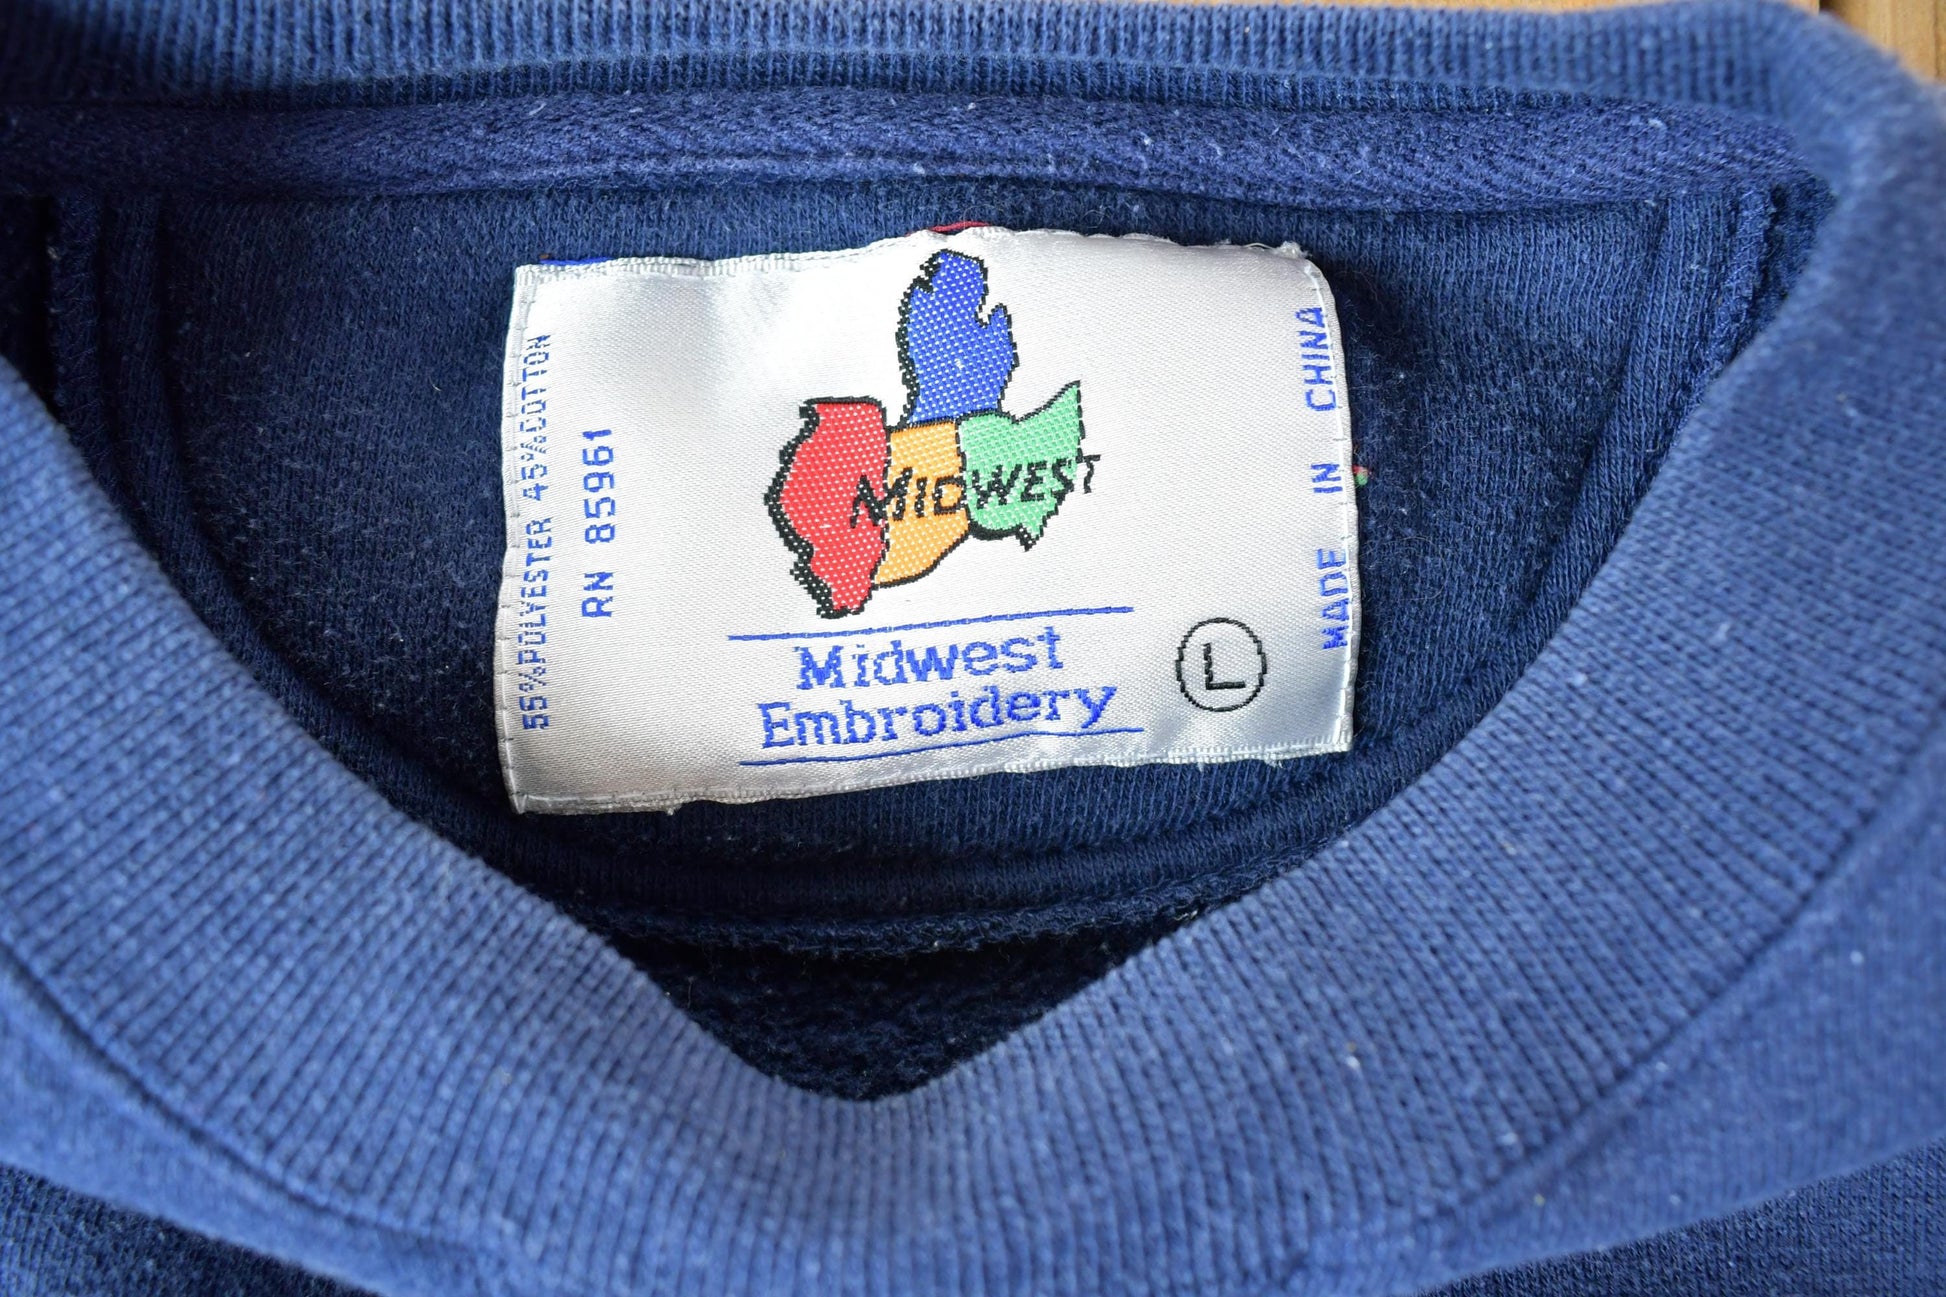 55%POLYESTER 45%COTTON
RN 85961
MIDWEST
Midwest
Embroidery
L
MADE IN CHINA